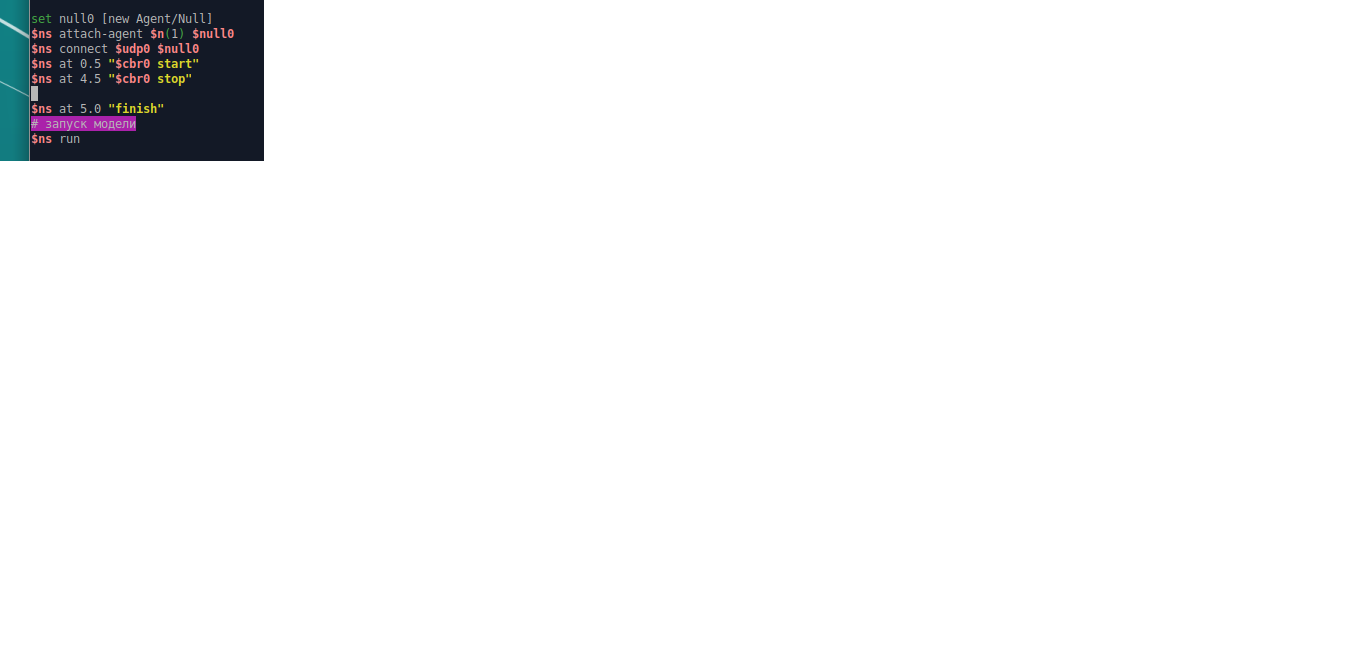 set null0 [new Agent/Null]
$ns attach-agent $n(1) $null0
$ns connect $udp0 $null0
$ns at 0.5 "$cbr0 start"
$ns at 4.5 "$cbr0 stop"
$ns at 5.0 "finish"
# запуск модели
$ns run